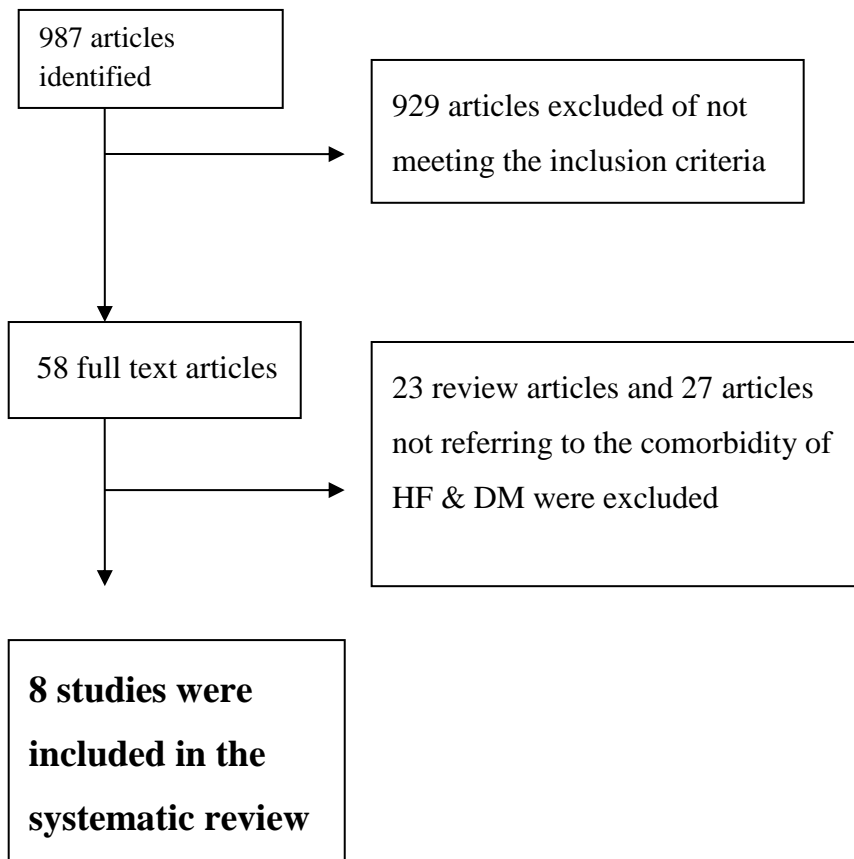 987 articles
identified
929 articles excluded of not
meeting the inclusion criteria
58 full text articles
23 review articles and 27 articles
not referring to the comorbidity of
HF & DM were excluded
8 studies were
included in the
systematic review